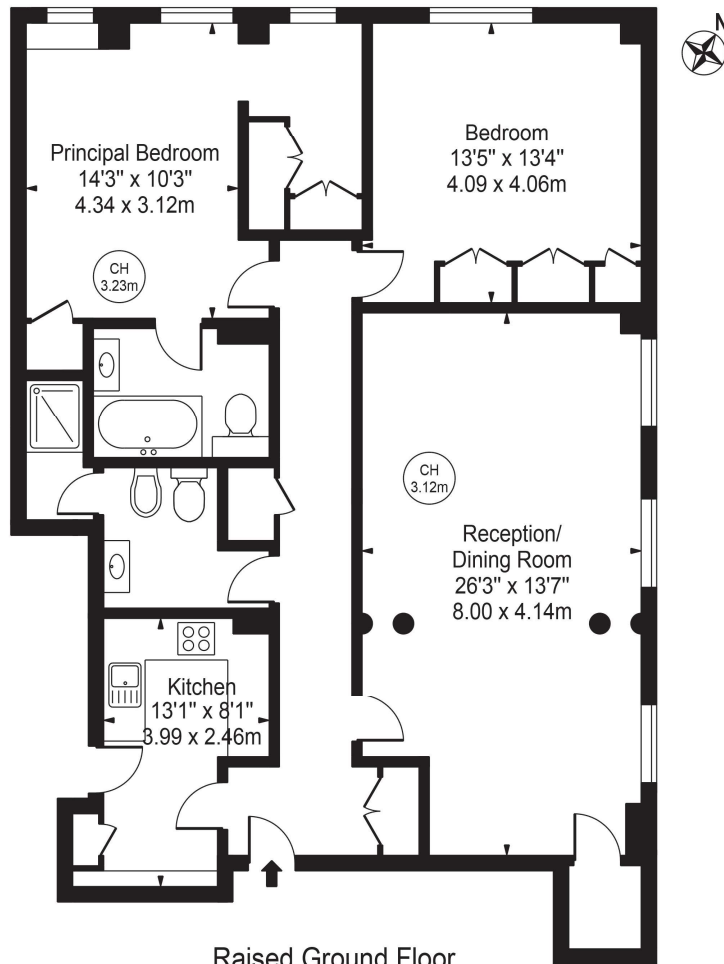 N
Principal Bedroom
14'3" x 10'3"
4.34 x 3.12m
CH
3.23m
Bedroom
13'5" x 13'4"
4.09 x 4.06m
CH
3.12m
Reception/
Dining Room
26'3" x 13'7"
8.00 x 4.14m
Kitchen
13'1" x 8'1"
3.99 x 2.46m
Raised Ground Floor